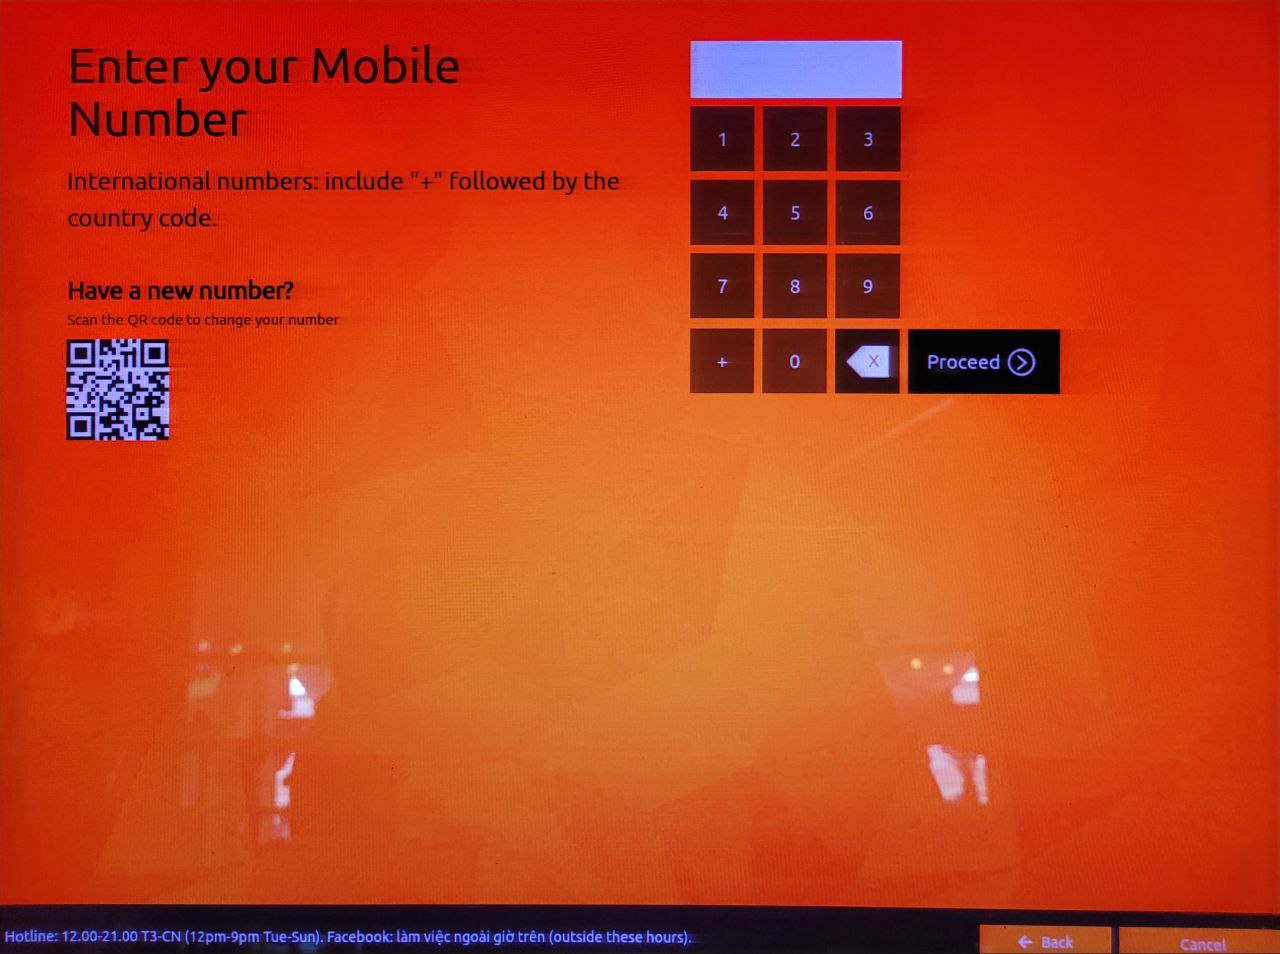 Enter your Mobile
Number
International numbers: include "+" followed by the
country code.
Have a new number?
Scan the QR code to change your number
1 2 3
4 5 6
7 8 9
+ 0 X Proceed
Hotline: 12.00-21.00 T3-CN (12pm-9pm Tue-Sun). Facebook: làm việc ngoài giờ trên (outside these hours).
Back Cancel